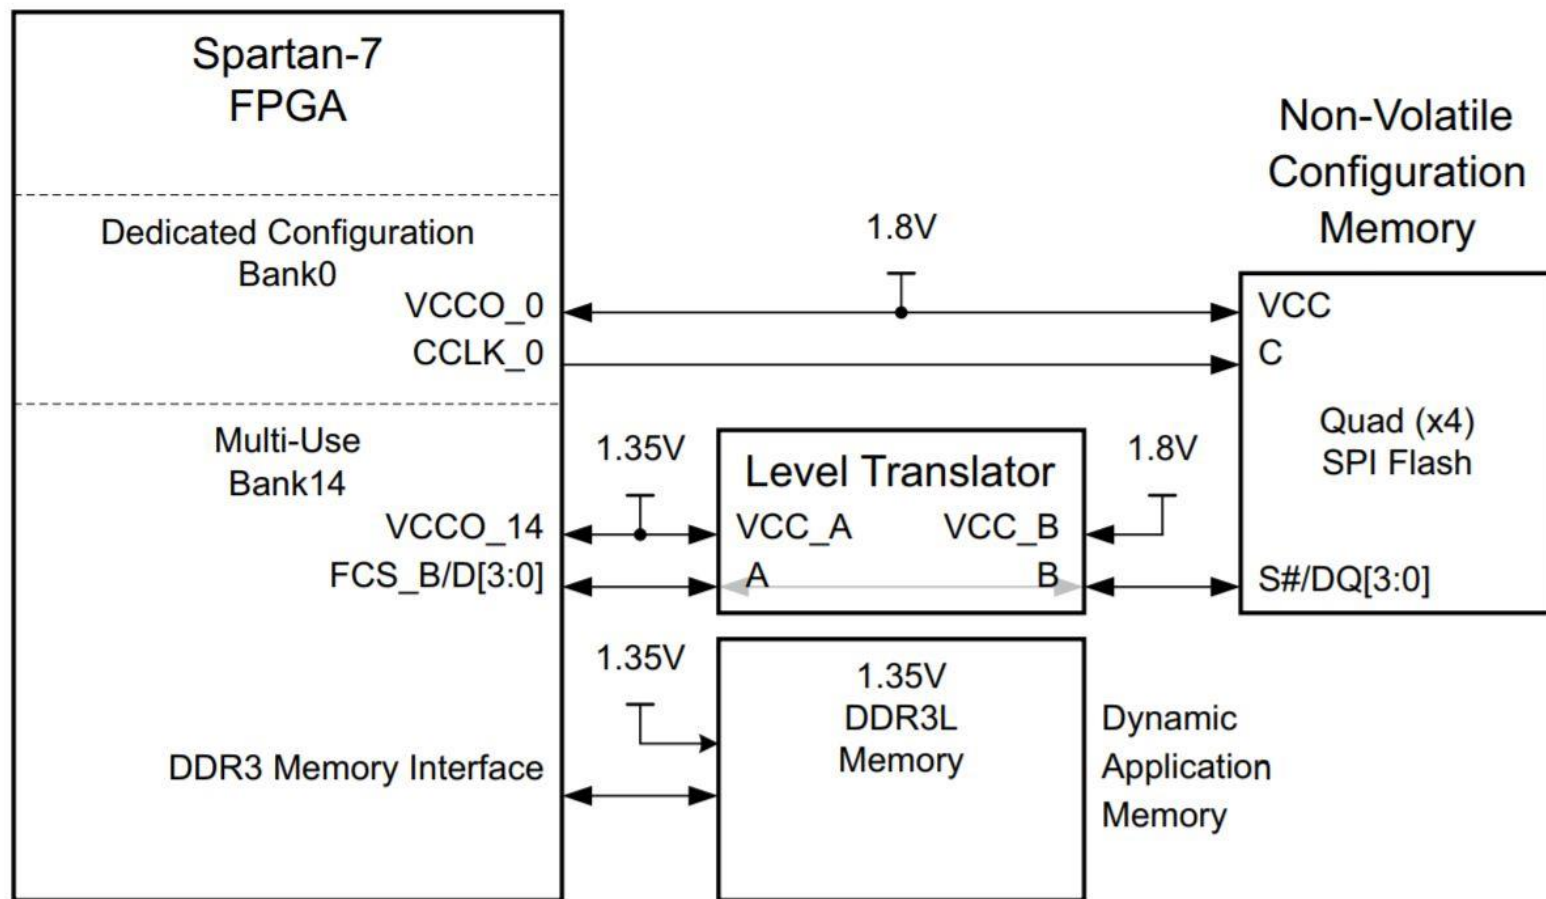 Spartan-7
FPGA
Non-Volatile
Configuration
Memory
Dedicated Configuration
Bank0
1.8V
VCCO_0
VCC
CCLK_0
C
Multi-Use
Bank14
1.35V
Level Translator
1.8V
Quad (x4)
SPI Flash
VCCO_14
VCC_A
VCC_B
FCS_B/D[3:0]
A
B
S#/DQ[3:0]
1.35V
1.35V
DDR3L
Memory
DDR3 Memory Interface
Dynamic
Application
Memory